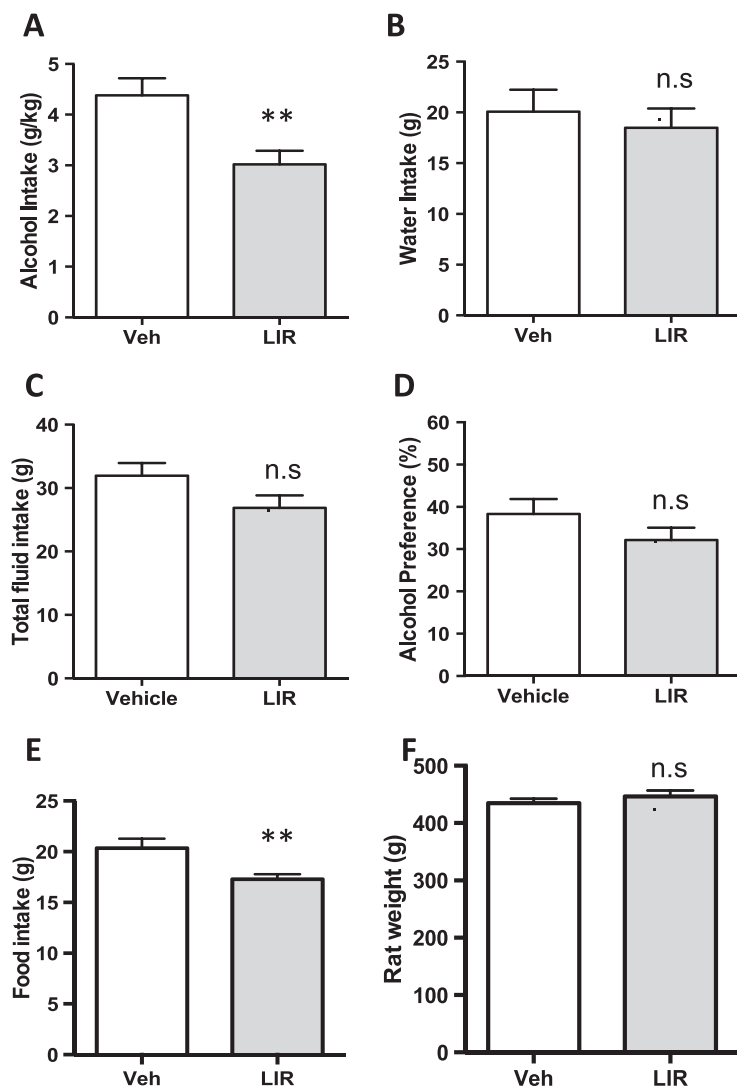 A
Alcohol Intake (g/kg)
5
4
3
2
1
0
**
Veh
LIR
B
Water Intake (g)
25
20
15
10
5
0
n.s
Veh
LIR
C
Total fluid intake (g)
40
30
20
10
0
n.s
Vehicle
LIR
D
Alcohol Preference (%)
60
50
40
30
20
10
0
n.s
Vehicle
LIR
E
Food intake (g)
25
20
15
10
5
0
**
Veh
LIR
F
Rat weight (g)
500
400
300
200
100
0
n.s
Veh
LIR